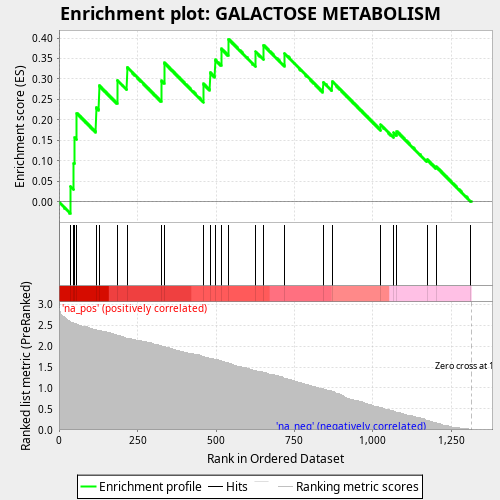 Enrichment plot: GALACTOSE METABOLISM
Enrichment score (ES)
0.40
0.35
0.30
0.25
0.20
0.15
0.10
0.05
0.00
'na_pos' (positively correlated)
Ranked list metric (PreRanked)
3.0
2.5
2.0
1.5
1.0
0.5
0.0
Zero cross at 1
'na_neg' (negatively correlated)
0 250 500 750 1,000 1,250
Rank in Ordered Dataset
Enrichment profile Hits Ranking metric scores